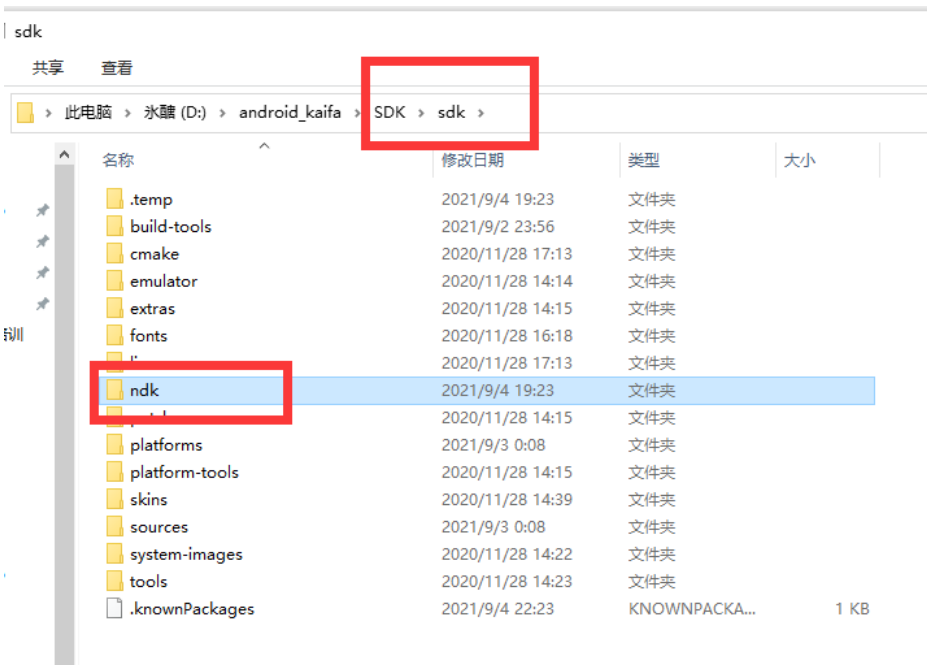 sdk
共享 查看
此电脑 > 氷醸 (D:) > android_kaifa > SDK > sdk >
名称 修改日期 类型 大小
.temp 2021/9/4 19:23 文件夹
build-tools 2021/9/2 23:56 文件夹
cmake 2020/11/28 17:13 文件夹
emulator 2020/11/28 14:14 文件夹
extras 2020/11/28 14:15 文件夹
fonts 2020/11/28 16:18 文件夹
2020/11/28 17:13 文件夹
ndk 2021/9/4 19:23 文件夹
2020/11/28 14:15 文件夹
platforms 2021/9/3 0:08 文件夹
platform-tools 2020/11/28 14:15 文件夹
skins 2020/11/28 14:39 文件夹
sources 2021/9/3 0:08 文件夹
system-images 2020/11/28 14:22 文件夹
tools 2020/11/28 14:23 文件夹
.knownPackages 2021/9/4 22:23 KNOWNPACKA... 1 KB